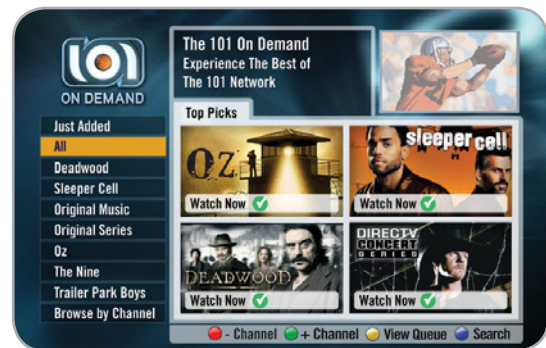 101
ON DEMAND
The 101 On Demand
Experience The Best of
The 101 Network
Just Added
All
Deadwood
Sleeper Cell
Original Music
Original Series
Oz
The Nine
Trailer Park Boys
Browse by Channel
Top Picks
OZ
Watch Now
sleeper cell
Watch Now
DEADWOOD
Watch Now
DIRECTV
CONCERT
SERIES
Watch Now
- Channel + Channel View Queue Search